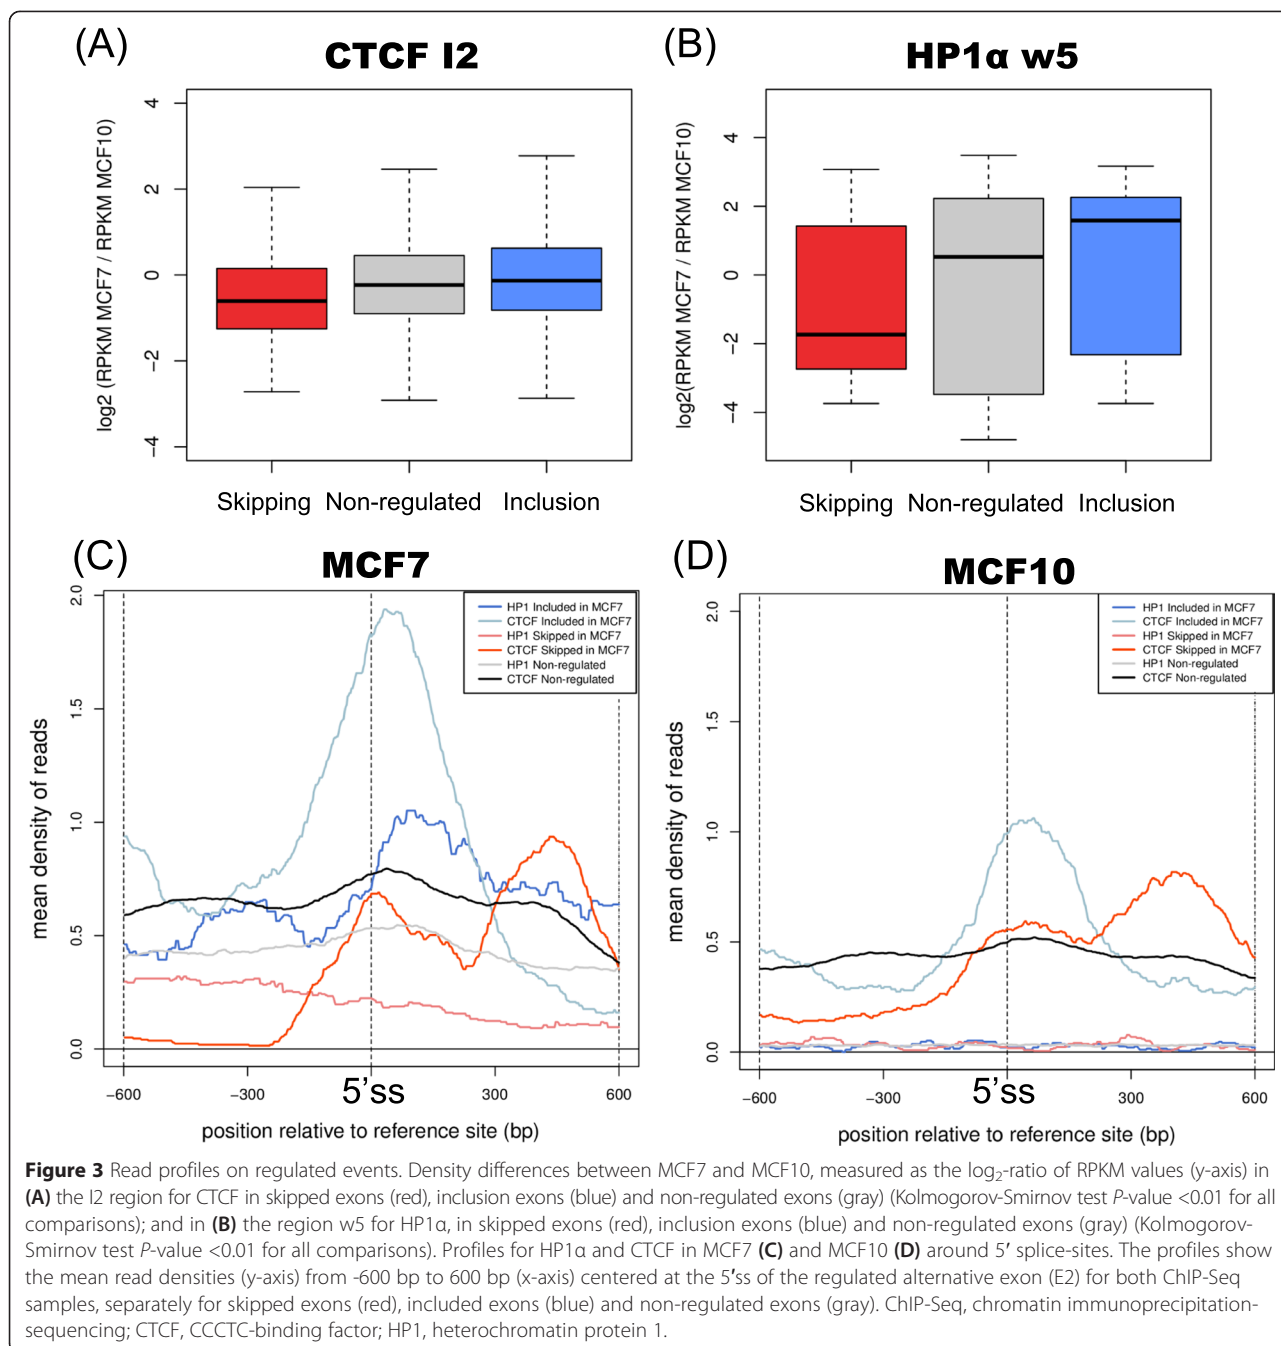 (A)
CTCF I2
log2 (RPKM MCF7 / RPKM MCF10)
4
2
0
−2
−4
Skipping Non-regulated Inclusion
(B)
HP1α w5
log2(RPKM MCF7 / RPKM MCF10)
4
2
0
−2
−4
Skipping Non-regulated Inclusion
(C)
MCF7
mean density of reads
2.0
1.5
1.0
0.5
0.0
HP1 Included in MCF7
CTCF Included in MCF7
HP1 Skipped in MCF7
CTCF Skipped in MCF7
HP1 Non-regulated
CTCF Non-regulated
−600 −300 5’ss 300 600
position relative to reference site (bp)
(D)
MCF10
mean density of reads
2.0
1.5
1.0
0.5
0.0
HP1 Included in MCF7
CTCF Included in MCF7
HP1 Skipped in MCF7
CTCF Skipped in MCF7
HP1 Non-regulated
CTCF Non-regulated
−600 −300 5’ss 300 600
position relative to reference site (bp)
Figure 3 Read profiles on regulated events. Density differences between MCF7 and MCF10, measured as the log2-ratio of RPKM values (y-axis) in
(A) the I2 region for CTCF in skipped exons (red), inclusion exons (blue) and non-regulated exons (gray) (Kolmogorov-Smirnov test P-value <0.01 for all
comparisons); and in (B) the region w5 for HP1α, in skipped exons (red), inclusion exons (blue) and non-regulated exons (gray) (Kolmogorov-
Smirnov test P-value <0.01 for all comparisons). Profiles for HP1α and CTCF in MCF7 (C) and MCF10 (D) around 5′ splice-sites. The profiles show
the mean read densities (y-axis) from -600 bp to 600 bp (x-axis) centered at the 5′ss of the regulated alternative exon (E2) for both ChIP-Seq
samples, separately for skipped exons (red), included exons (blue) and non-regulated exons (gray). ChIP-Seq, chromatin immunoprecipitation-
sequencing; CTCF, CCCTC-binding factor; HP1, heterochromatin protein 1.